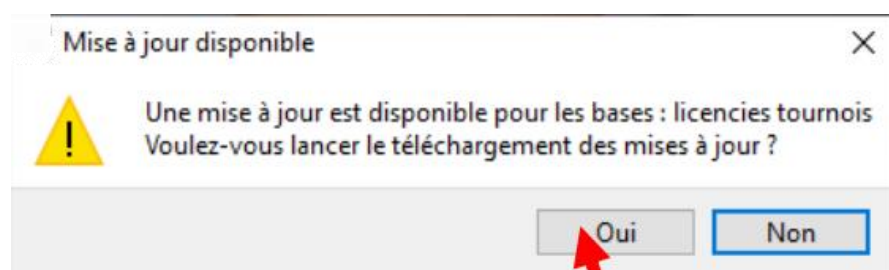 Mise à jour disponible
Une mise à jour est disponible pour les bases : licencies tournois
Voulez-vous lancer le téléchargement des mises à jour ?
Oui
Non